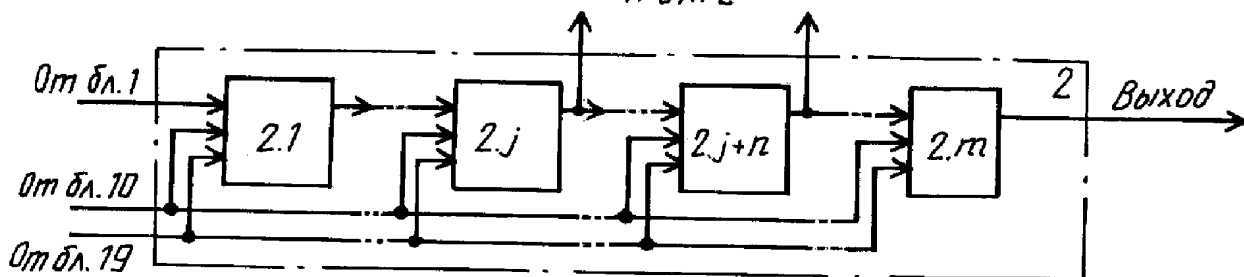 От бл.1
2.1
2.j
2.j+n
2.m
2
Выход
От бл.10
От бл.19